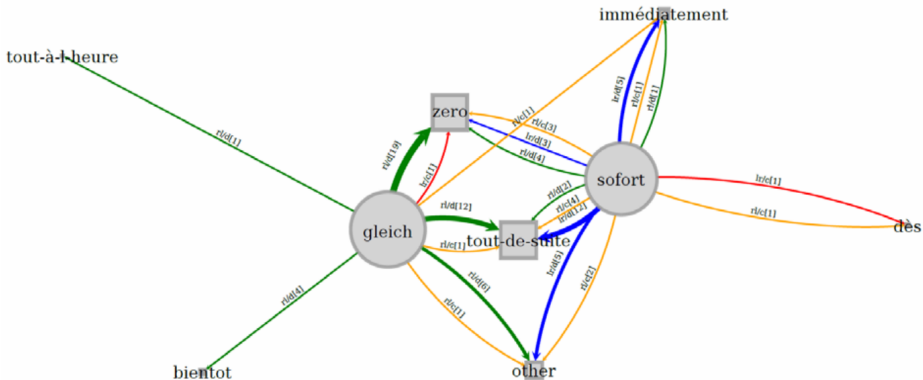 immédiatement
tout-à-l-heure
rl/d[1]
lr/d[5]
rl/c[1]
rl/d[1]
rl/c[1]
zero
rl/c[3]
lr/d[3]
rl/d[4]
rl/d[19]
lr/c[1]
sofort
lr/c[1]
rl/c[1]
dès
rl/d[2]
rl/c[4]
lr/d[12]
gleich
rl/d[12]
tout-de-suite
rl/c[1]
lr/d[5]
rl/c[2]
rl/d[6]
rl/c[1]
rl/d[4]
bientot
other